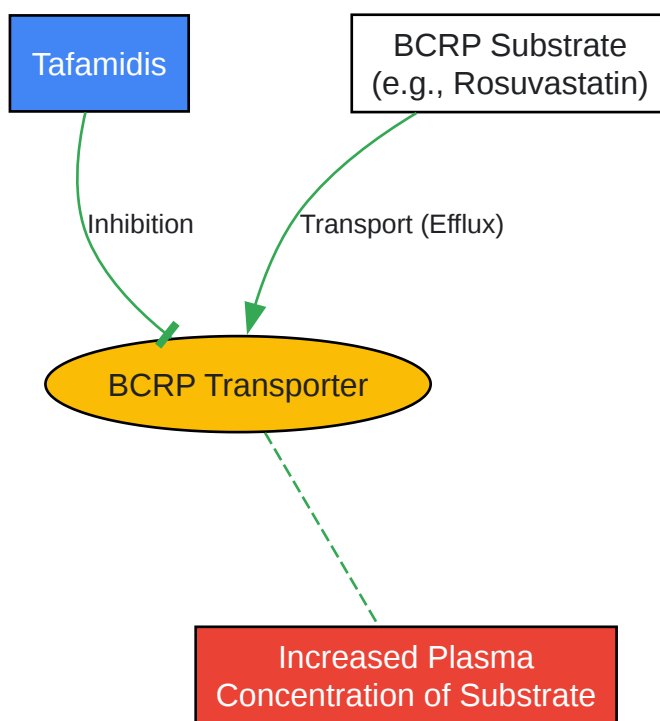 Tafamidis
BCRP Substrate
(e.g., Rosuvastatin)
Inhibition
Transport (Efflux)
BCRP Transporter
Increased Plasma
Concentration of Substrate